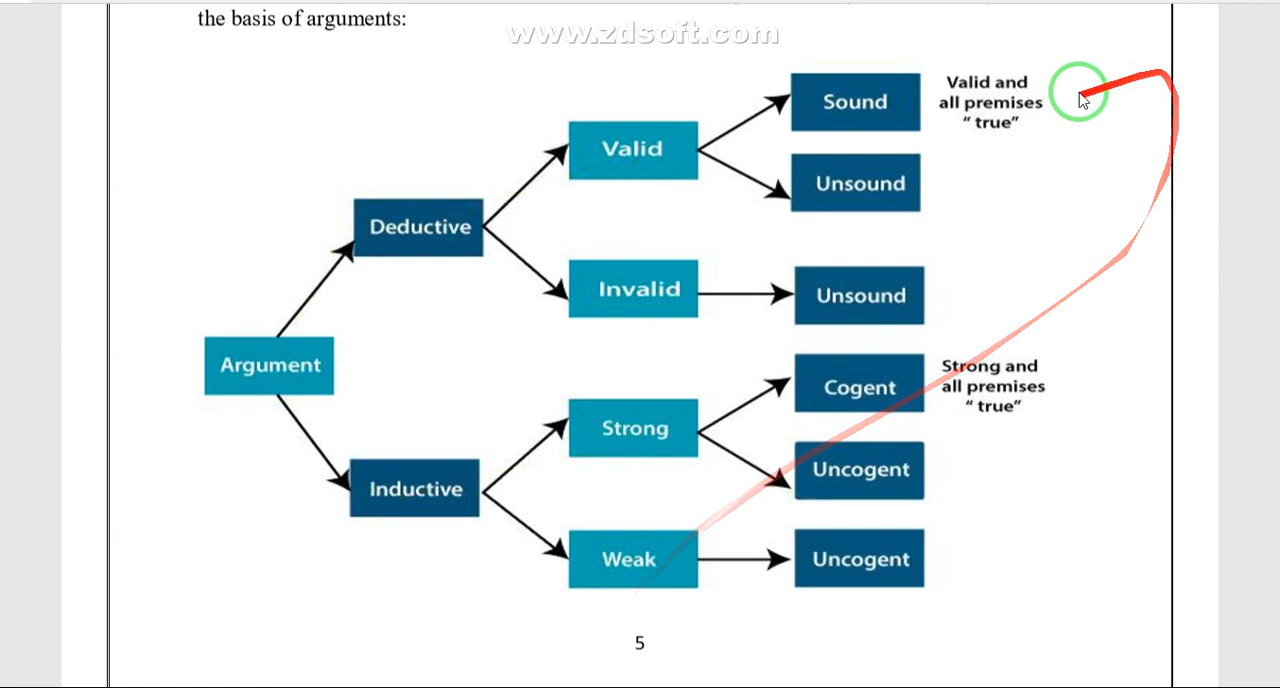 the basis of arguments:
www.zdsoft.com
Sound
Valid and
all premises
“ true”
Valid
Unsound
Deductive
Invalid
Unsound
Argument
Cogent
Strong and
all premises
“ true”
Strong
Uncogent
Inductive
Weak
Uncogent
5